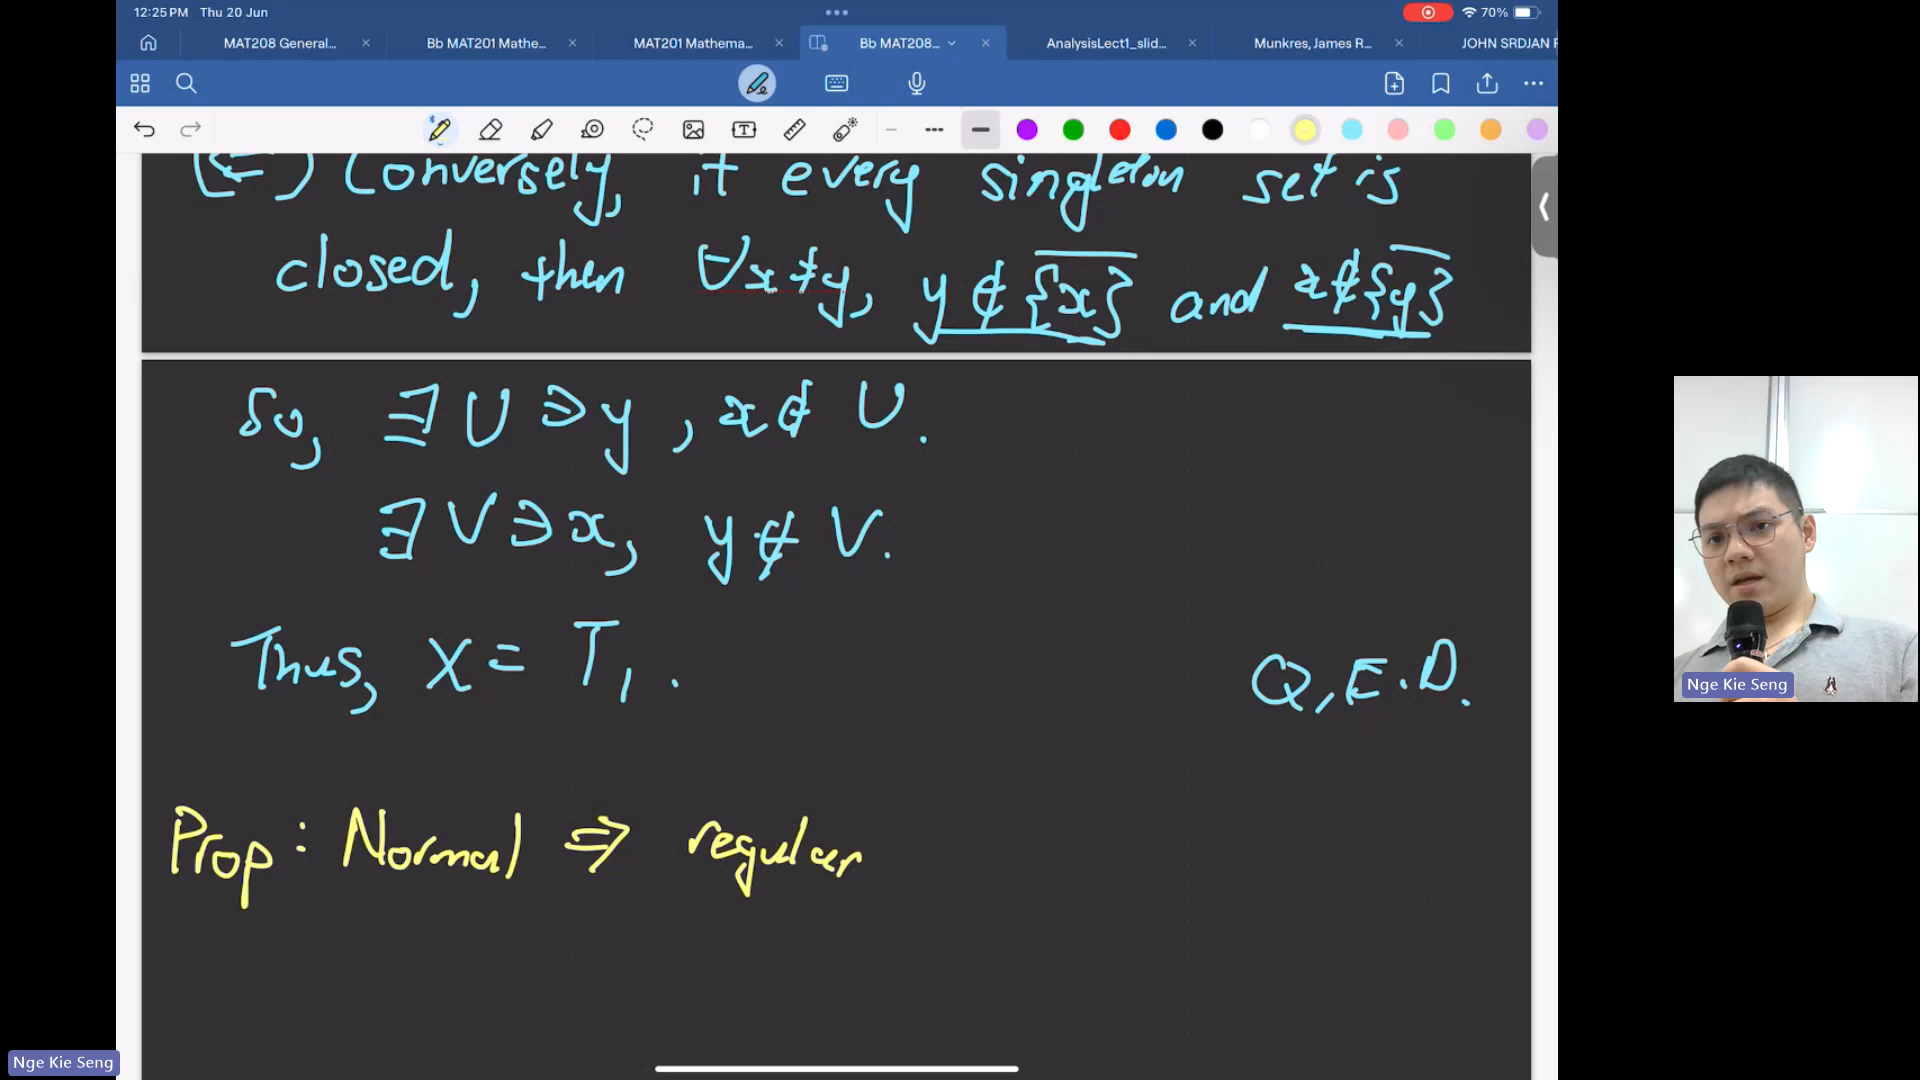 12:25 PM Thu 20 Jun
70%
MAT208 General...
Bb MAT201 Mathe...
MAT201 Mathema...
Bb MAT208...
AnalysisLect1_slid...
Munkres, James R...
JOHN SRDJAN
(⇐) Conversely, if every singleton set is
closed, then ∀x≠y, y ∉ \overline{{x}} and x ∉ \overline{{y}}
So, ∃ U ∋ y , x ∉ U.
∃ V ∋ x, y ∉ V.
Thus, X = T₁.
Q.E.D.
Prop : Normal ⇒ regular
Nge Kie Seng
Nge Kie Seng